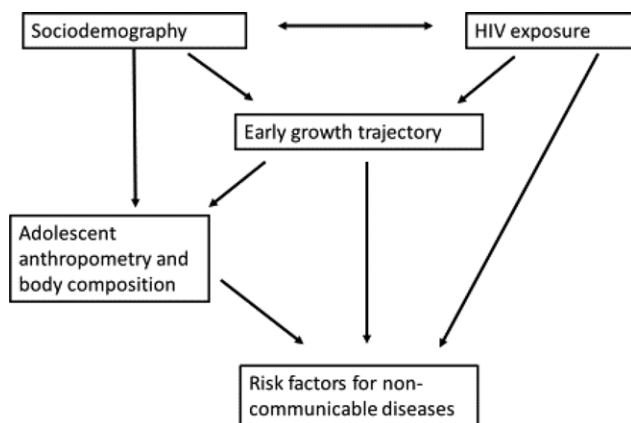 Sociodemography
HIV exposure
Early growth trajectory
Adolescent
anthropometry and
body composition
Risk factors for non-
communicable diseases